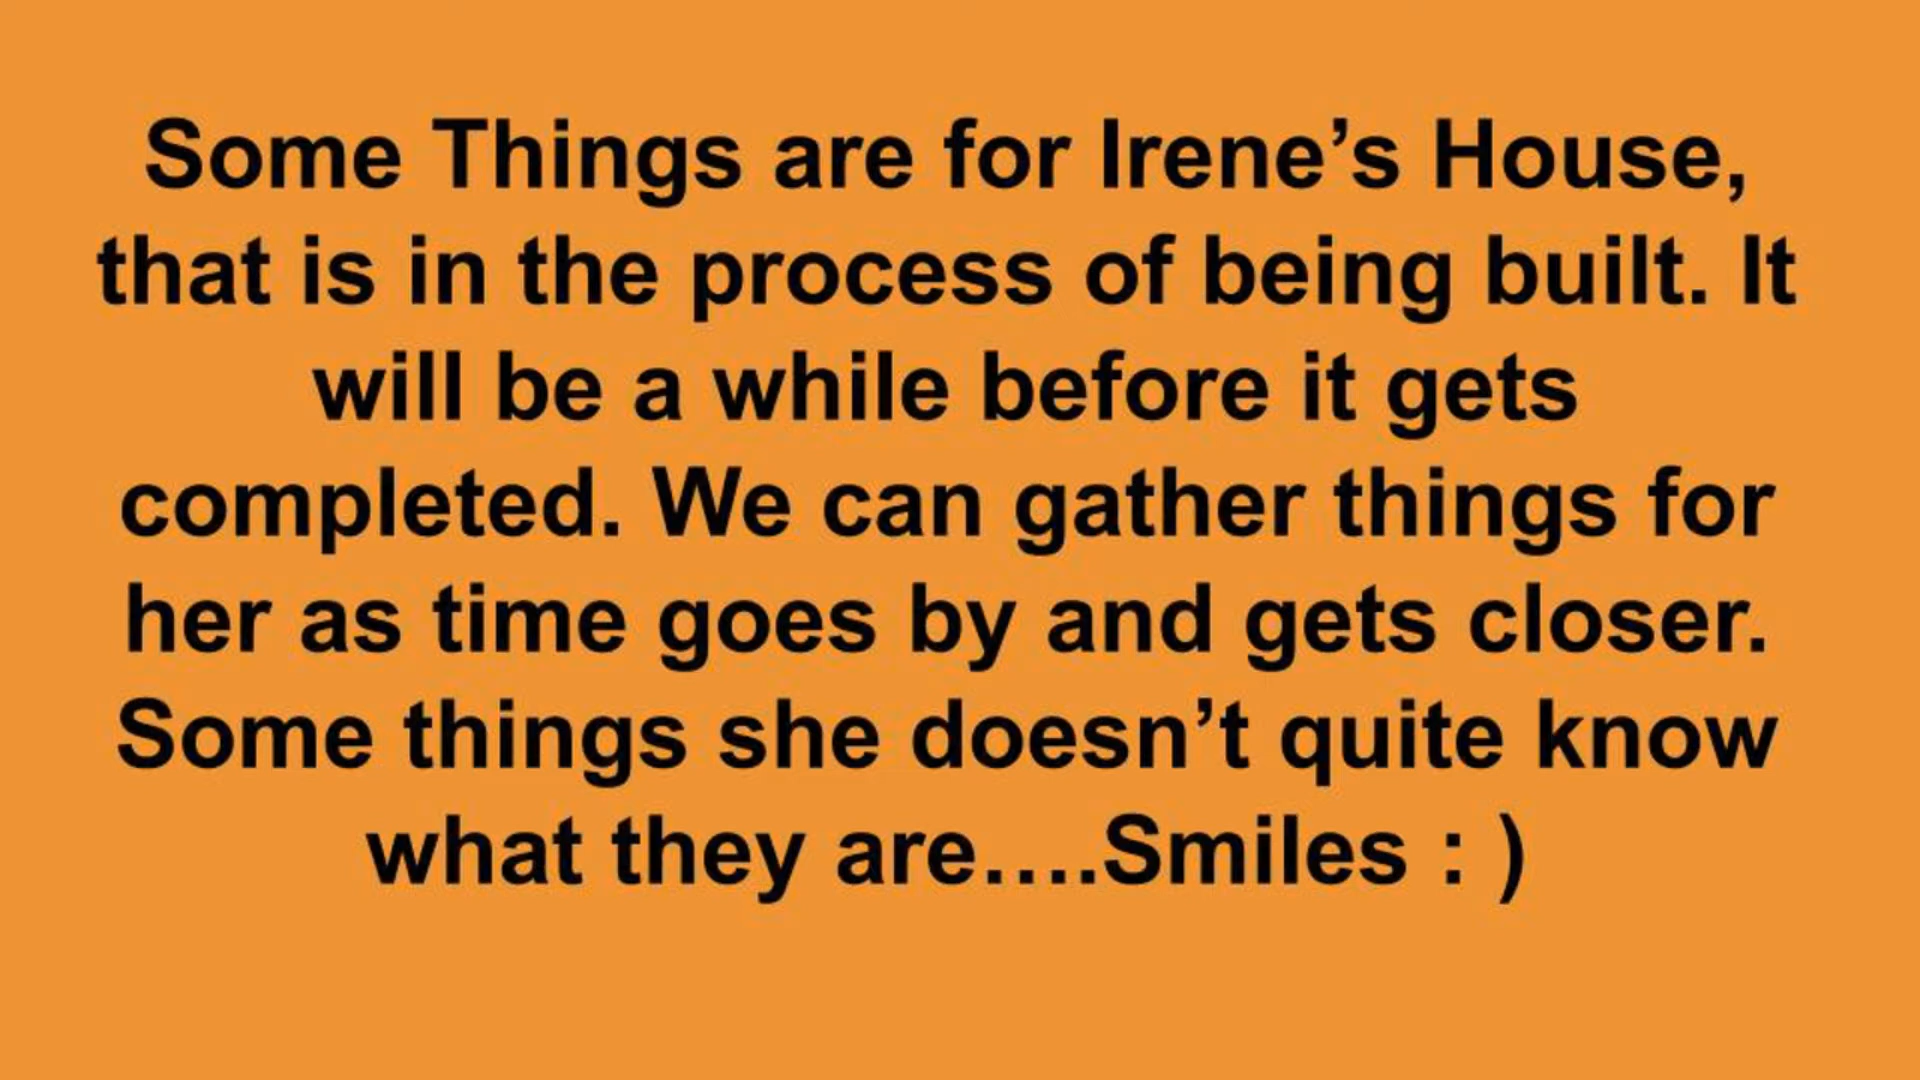 Some Things are for Irene’s House,
that is in the process of being built. It
will be a while before it gets
completed. We can gather things for
her as time goes by and gets closer.
Some things she doesn’t quite know
what they are….Smiles : )